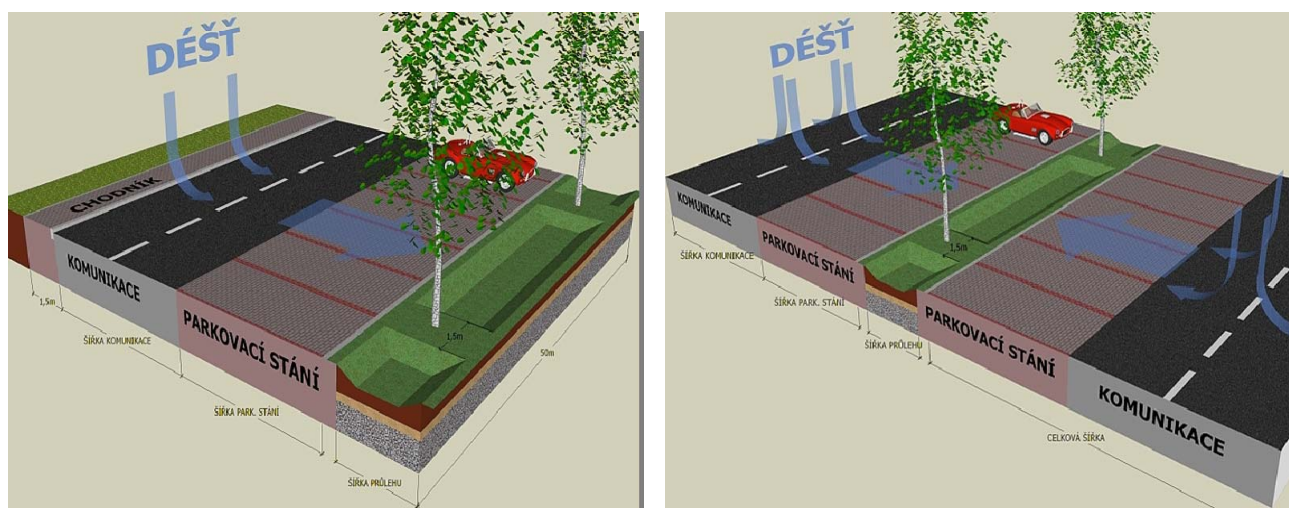 DÉŠŤ
CHODNÍK
KOMUNIKACE
PARKOVACÍ STÁNÍ
1,5m
ŠÍŘKA KOMUNIKACE
ŠÍŘKA PARK. STÁNÍ
ŠÍŘKA PRŮLEHU
1,5m
50m
DÉŠŤ
KOMUNIKACE
PARKOVACÍ STÁNÍ
1,5m
ŠÍŘKA KOMUNIKACE
ŠÍŘKA PARK. STÁNÍ
ŠÍŘKA PRŮLEHU
PARKOVACÍ STÁNÍ
KOMUNIKACE
CELKOVÁ ŠÍŘKA